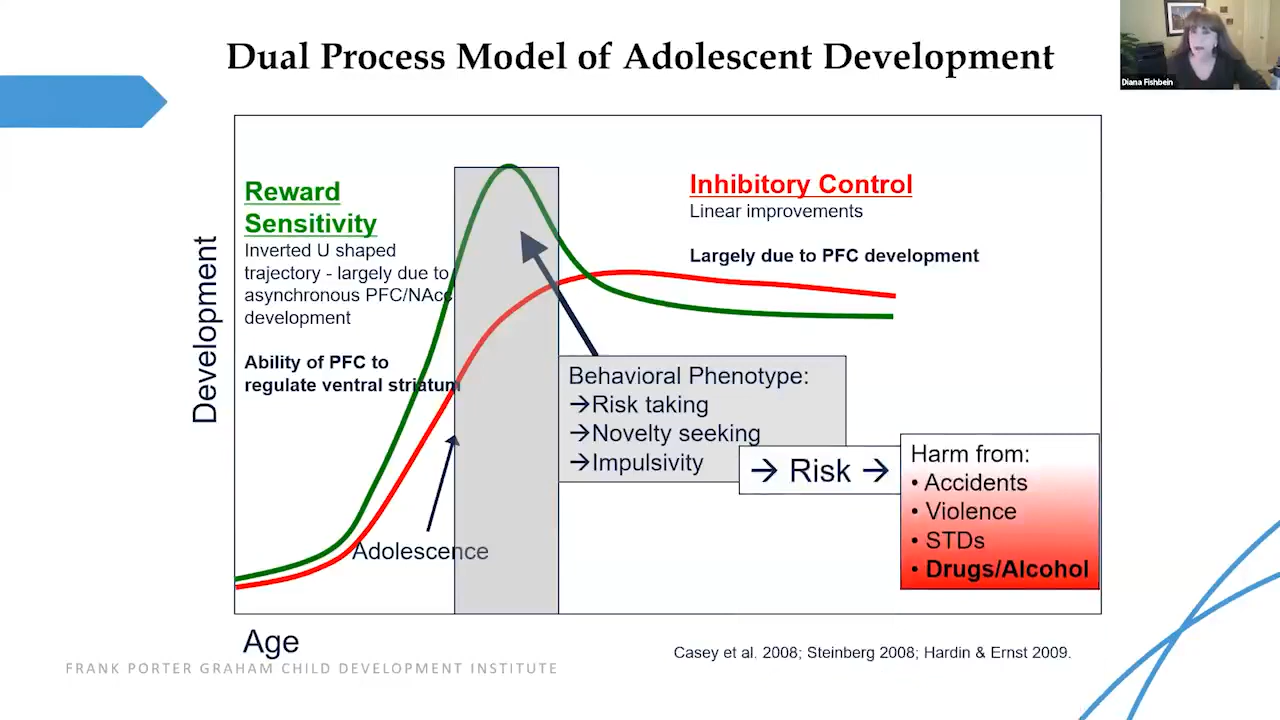 Dual Process Model of Adolescent Development
Diana Fishbein
Reward
Sensitivity
Inverted U shaped
trajectory - largely due to
asynchronous PFC/NAcc
development
Ability of PFC to
regulate ventral striatum
Inhibitory Control
Linear improvements
Largely due to PFC development
Development
Behavioral Phenotype:
→Risk taking
→Novelty seeking
→Impulsivity
→ Risk →
Harm from:
• Accidents
• Violence
• STDs
• Drugs/Alcohol
Adolescence
Age
Casey et al. 2008; Steinberg 2008; Hardin & Ernst 2009.
FRANK PORTER GRAHAM CHILD DEVELOPMENT INSTITUTE